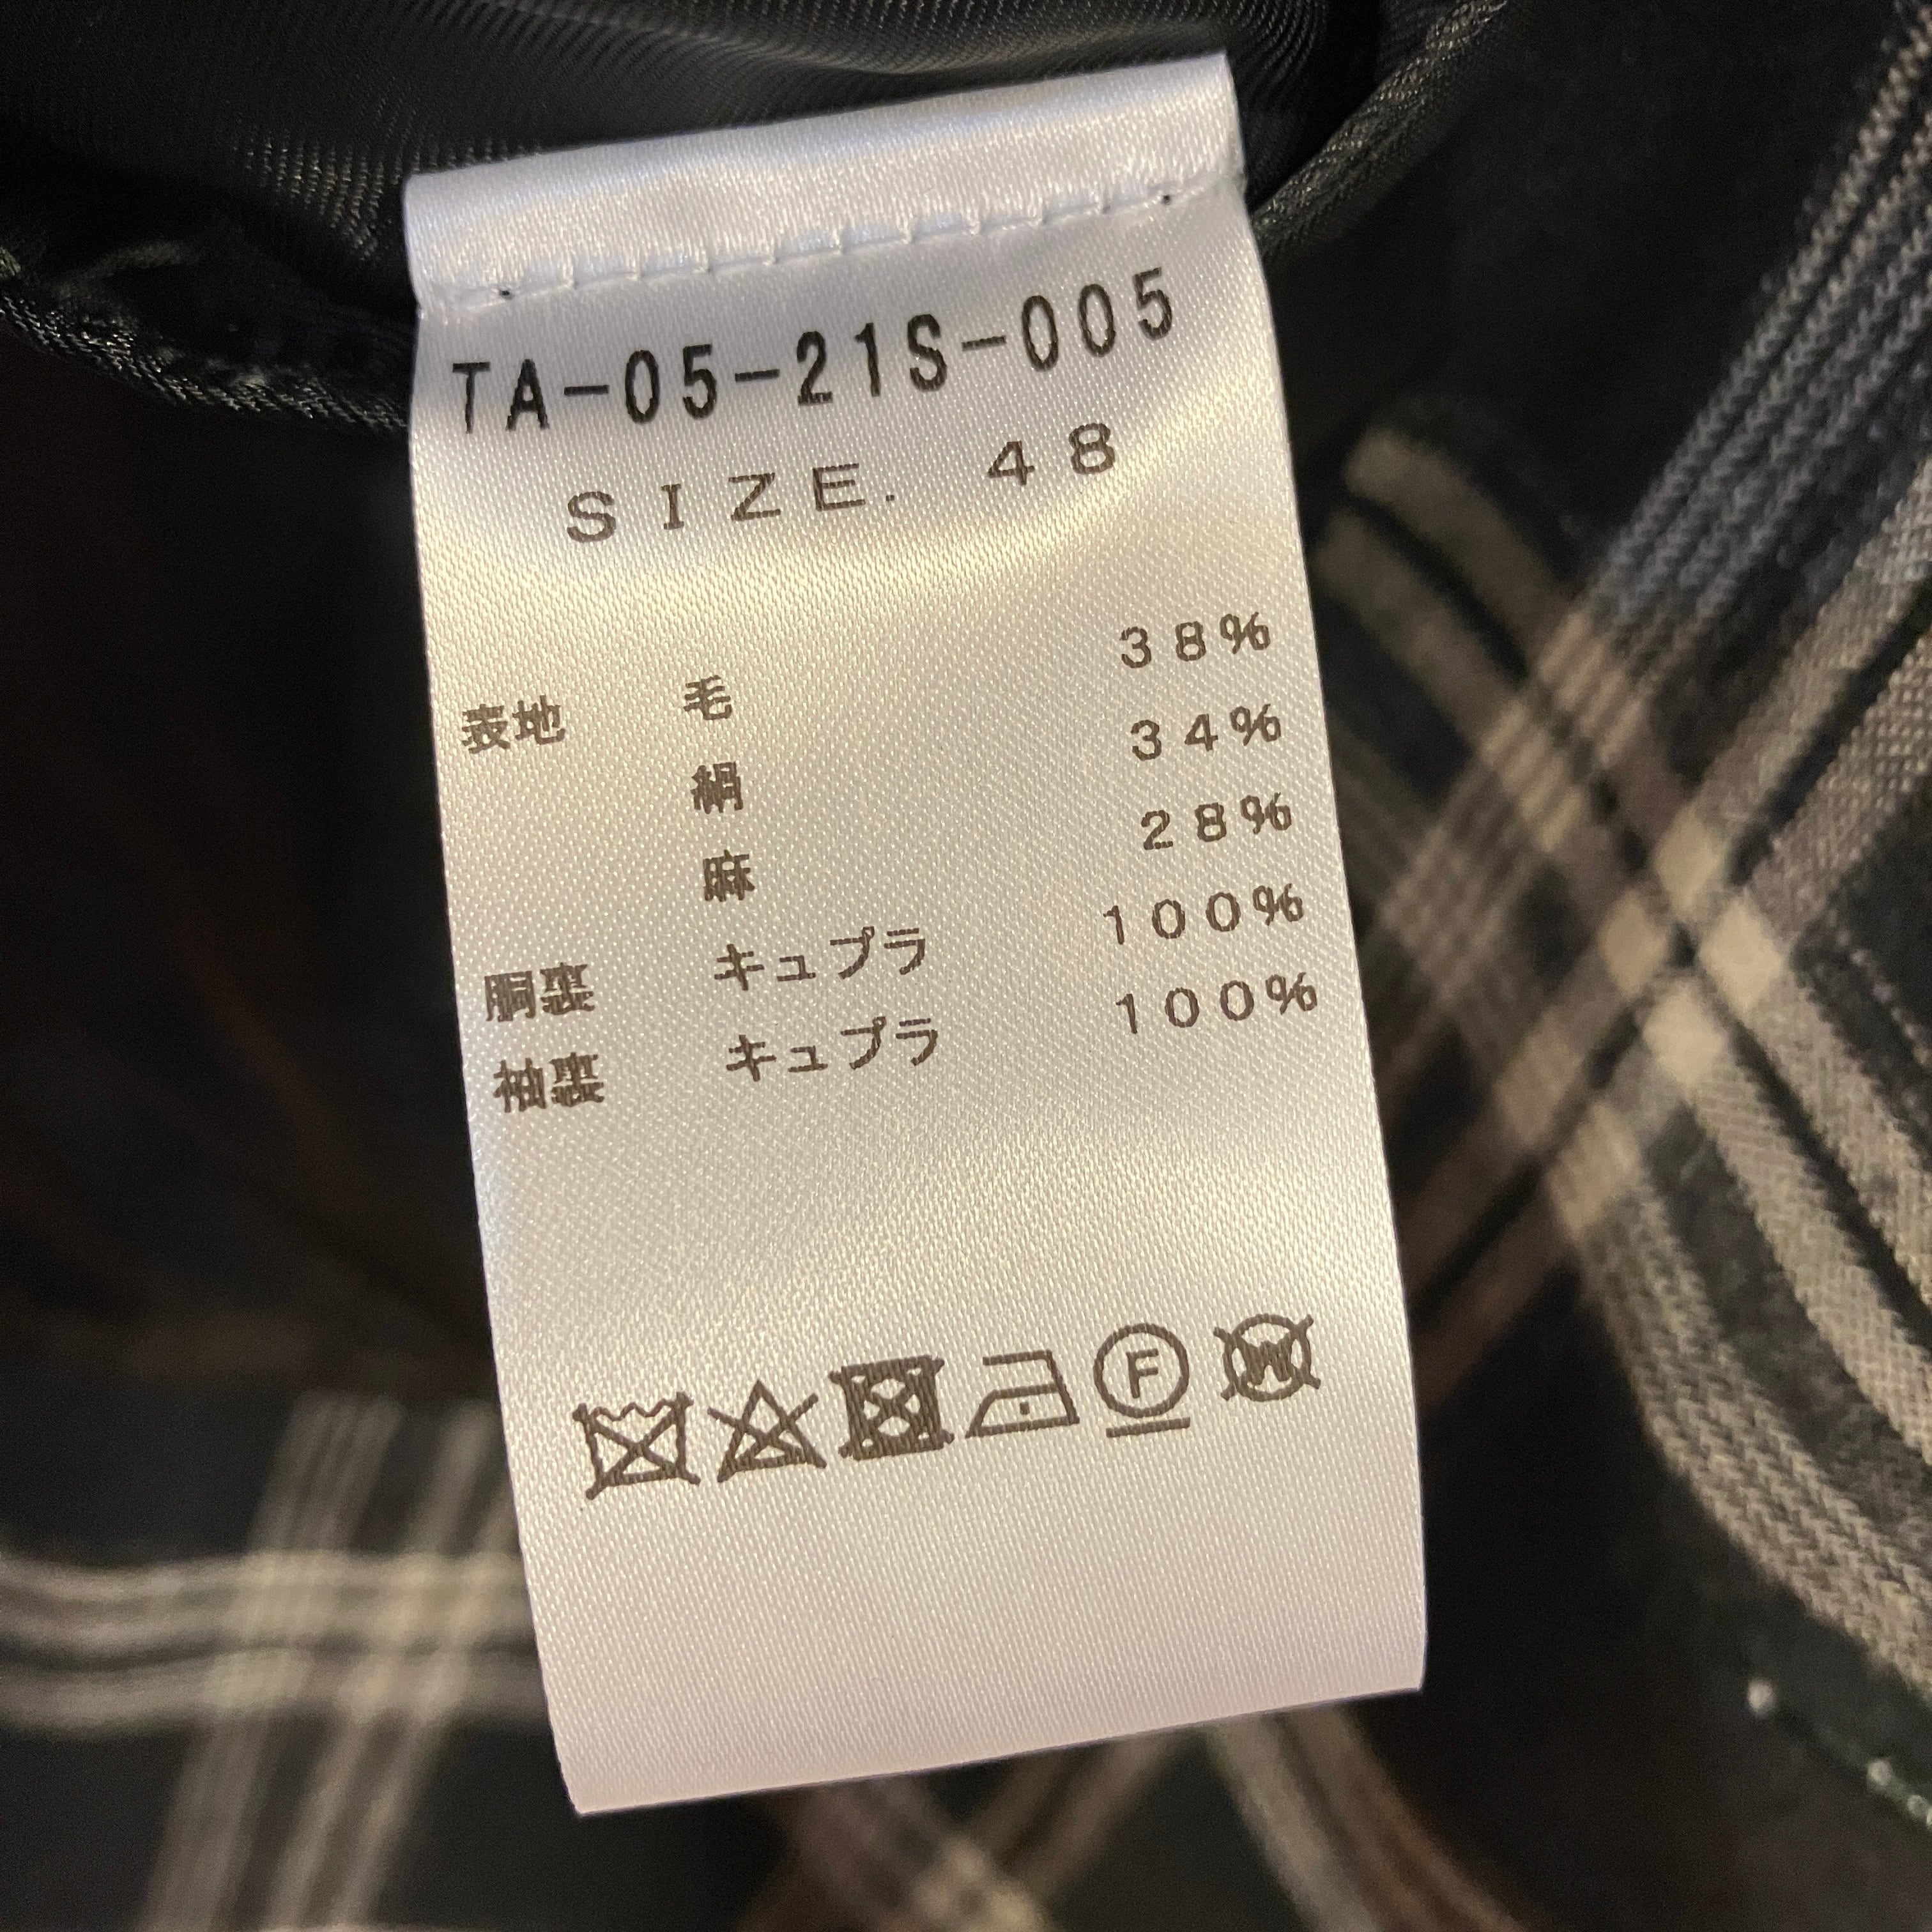 TA-05-21S-005
SIZE. 48
表地 毛 38%
絹 34%
麻 28%
胴裏 キュプラ 100%
袖裏 キュプラ 100%
F W